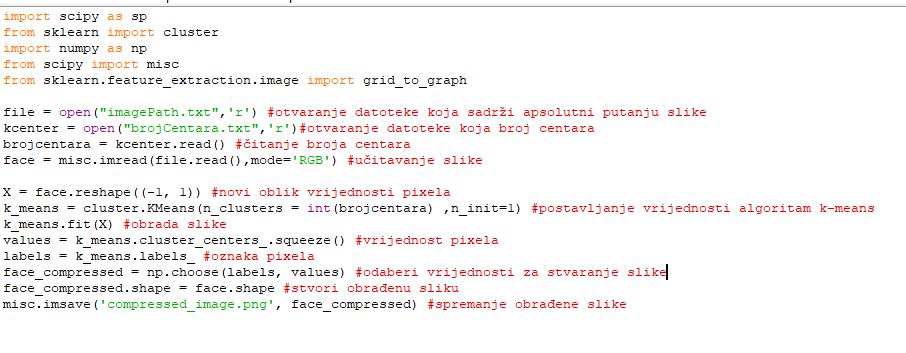 import scipy as sp
from sklearn import cluster
import numpy as np
from scipy import misc
from sklearn.feature_extraction.image import grid_to_graph
file = open("imagePath.txt",'r') #otvaranje datoteke koja sadrži apsolutni putanju slike
kcenter = open("brojCentara.txt",'r')#otvaranje datoteke koja broj centara
brojcentara = kcenter.read() #čitanje broja centara
face = misc.imread(file.read(),mode='RGB') #učitavanje slike
X = face.reshape((-1, 1)) #novi oblik vrijednosti pixela
k_means = cluster.KMeans(n_clusters = int(brojcentara) ,n_init=1) #postavljanje vrijednosti algoritam k-means
k_means.fit(X) #obrada slike
values = k_means.cluster_centers_.squeeze() #vrijednost pixela
labels = k_means.labels_ #oznaka pixela
face_compressed = np.choose(labels, values) #odaberi vrijednosti za stvaranje slike
face_compressed.shape = face.shape #stvori obrađenu sliku
misc.imsave('compressed_image.png', face_compressed) #spremanje obrađene slike